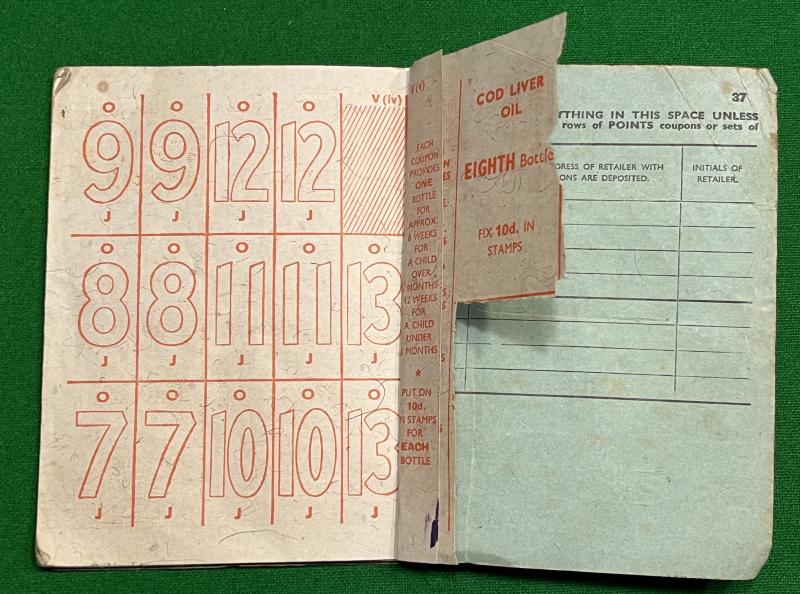 V (iv)
O O O O
9 9 12 12
J J J J
O O O O O
8 8 11 11 13
J J J J J
O O O O O
7 7 10 10 13
J J J J J
V (v)
EACH
COUPON
PROVIDES
ONE
BOTTLE
FOR
APPROX.
6 WEEKS
FOR
A CHILD
OVER
MONTHS
12 WEEKS
FOR
A CHILD
UNDER
MONTHS
★
PUT ON
10d.
IN STAMPS
FOR
EACH
BOTTLE
COD LIVER
OIL
EIGHTH Bottle
FIX 10d. IN
STAMPS
37
YTHING IN THIS SPACE UNLESS
rows of POINTS coupons or sets of
DRESS OF RETAILER WITH
ONS ARE DEPOSITED.
INITIALS OF
RETAILER.